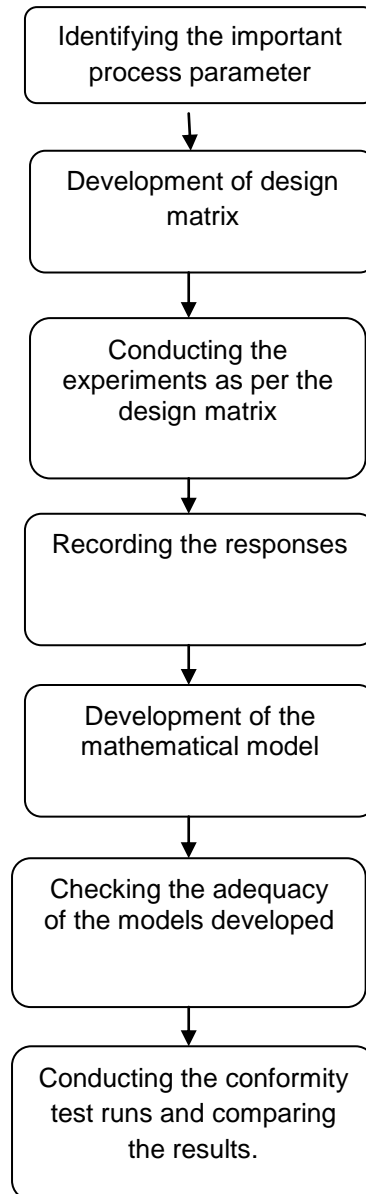 Identifying the important
process parameter
Development of design
matrix
Conducting the
experiments as per the
design matrix
Recording the responses
Development of the
mathematical model
Checking the adequacy
of the models developed
Conducting the conformity
test runs and comparing
the results.